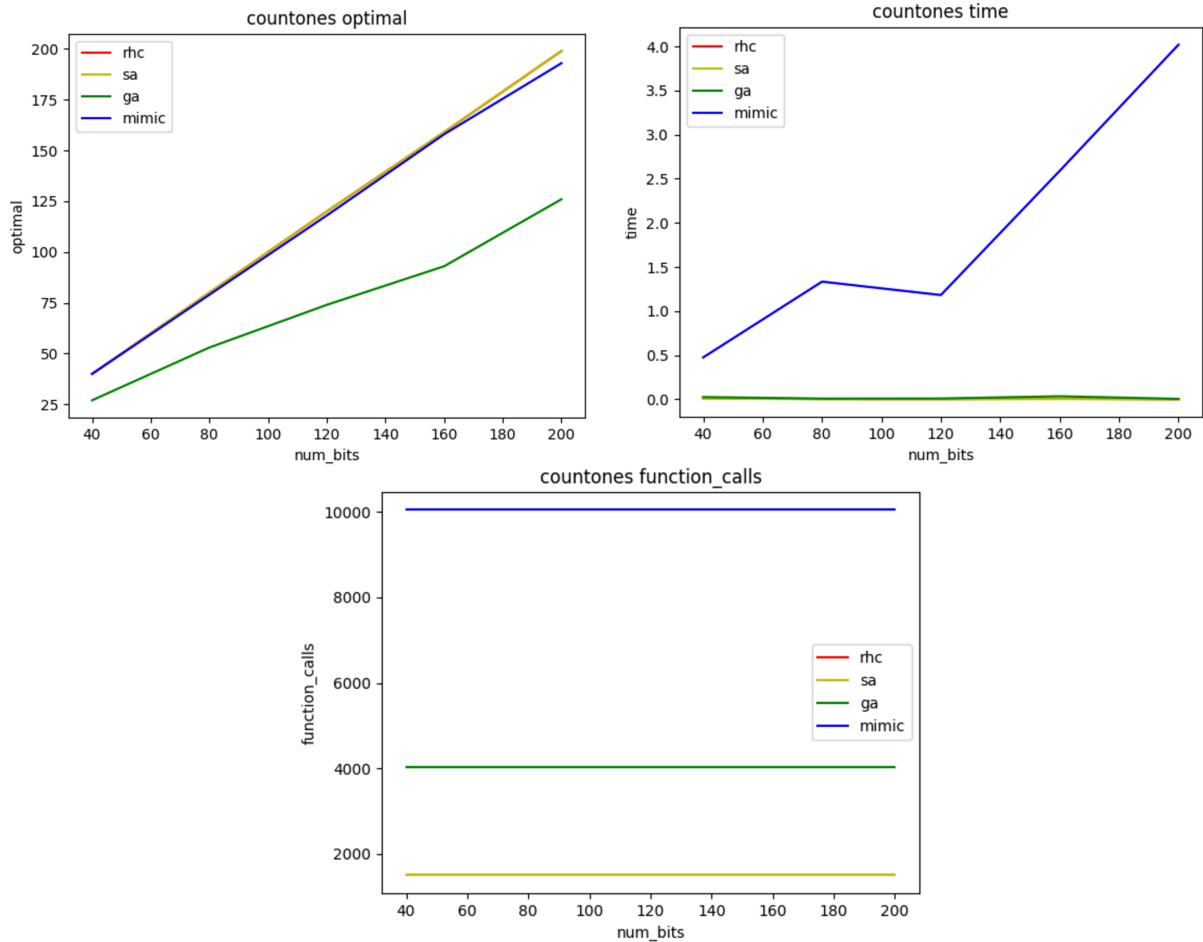 countones optimal
200
175
150
125
100
75
50
25
optimal
rhc
sa
ga
mimic
40 60 80 100 120 140 160 180 200
num_bits
countones time
4.0
3.5
3.0
2.5
2.0
1.5
1.0
0.5
0.0
time
rhc
sa
ga
mimic
40 60 80 100 120 140 160 180 200
num_bits
countones function_calls
10000
8000
6000
4000
2000
function_calls
rhc
sa
ga
mimic
40 60 80 100 120 140 160 180 200
num_bits